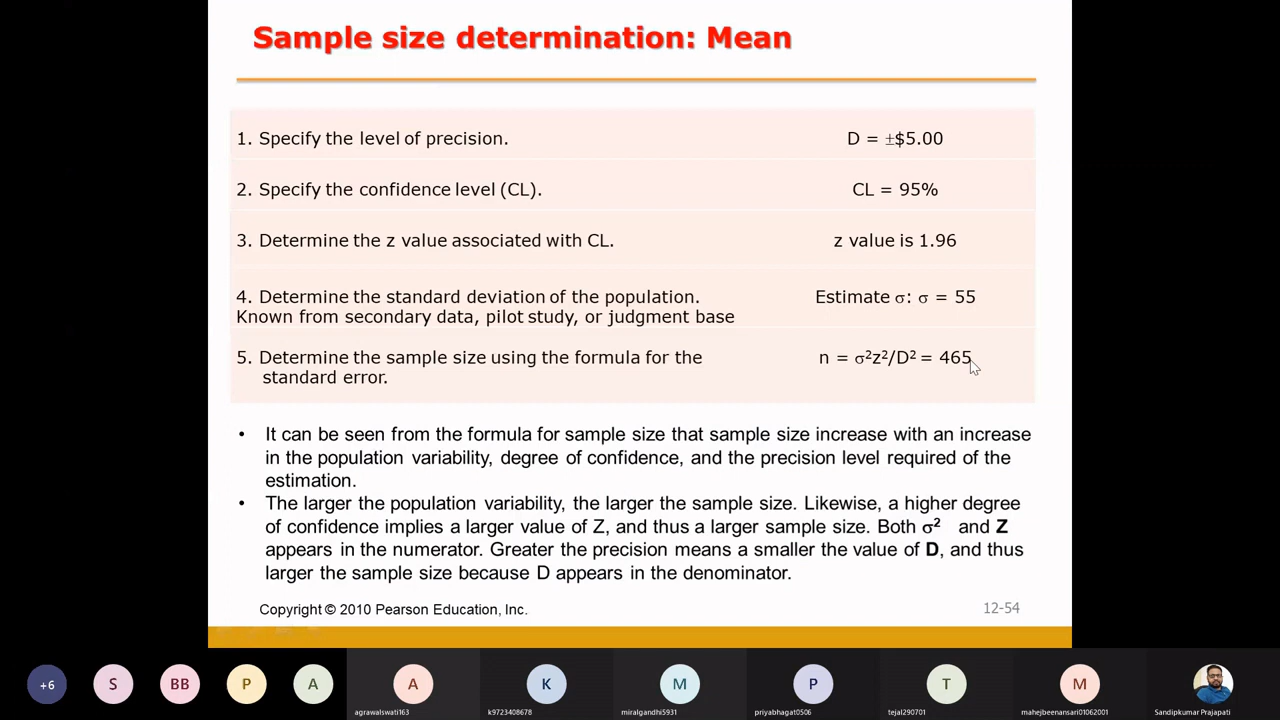 Sample size determination: Mean
1. Specify the level of precision. D = ±$5.00
2. Specify the confidence level (CL). CL = 95%
3. Determine the z value associated with CL. z value is 1.96
4. Determine the standard deviation of the population. Estimate σ: σ = 55
Known from secondary data, pilot study, or judgment base
5. Determine the sample size using the formula for the n = σ²z²/D² = 465
standard error.
• It can be seen from the formula for sample size that sample size increase with an increase
in the population variability, degree of confidence, and the precision level required of the
estimation.
• The larger the population variability, the larger the sample size. Likewise, a higher degree
of confidence implies a larger value of Z, and thus a larger sample size. Both σ² and Z
appears in the numerator. Greater the precision means a smaller the value of D, and thus
larger the sample size because D appears in the denominator.
Copyright © 2010 Pearson Education, Inc. 12-54
+6 S BB P A A K M P T M
agrawalswati163 k9723408678 miralgandhi5931 priyabhagat0506 tejal290701 mahejbeenansari01062001 Sandipkumar Prajapati